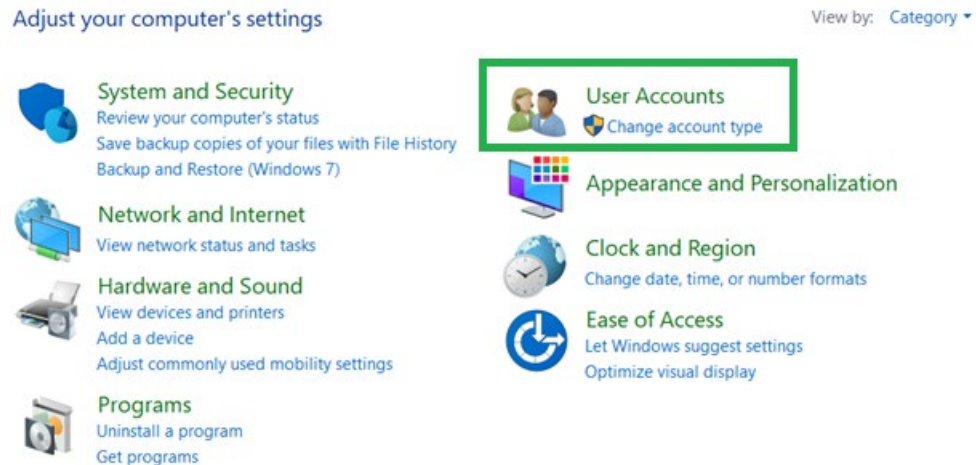 Adjust your computer's settings
View by: Category
System and Security
Review your computer's status
Save backup copies of your files with File History
Backup and Restore (Windows 7)
Network and Internet
View network status and tasks
Hardware and Sound
View devices and printers
Add a device
Adjust commonly used mobility settings
Programs
Uninstall a program
Get programs
User Accounts
Change account type
Appearance and Personalization
Clock and Region
Change date, time, or number formats
Ease of Access
Let Windows suggest settings
Optimize visual display